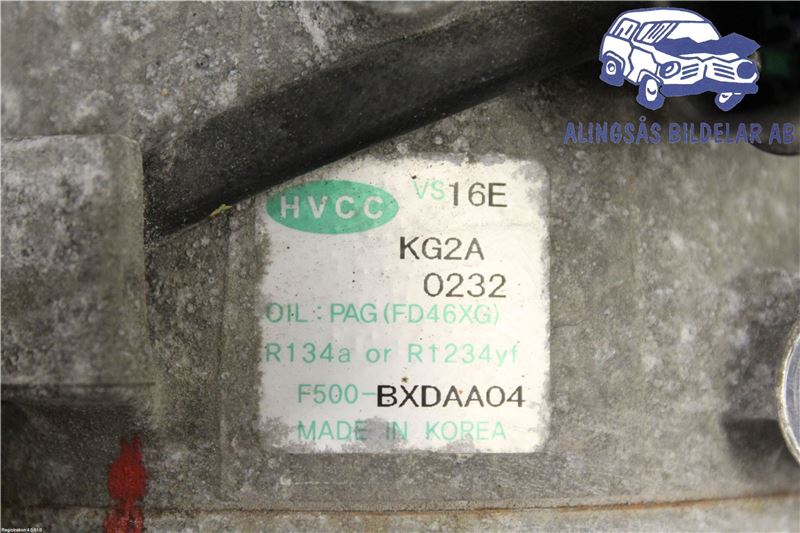 ALINGSÅS BILDELAR AB
HVCC
VS16E
KG2A
0232
OIL : PAG (FD46XG)
R134a or R1234yf
F500-BXDAA04
MADE IN KOREA